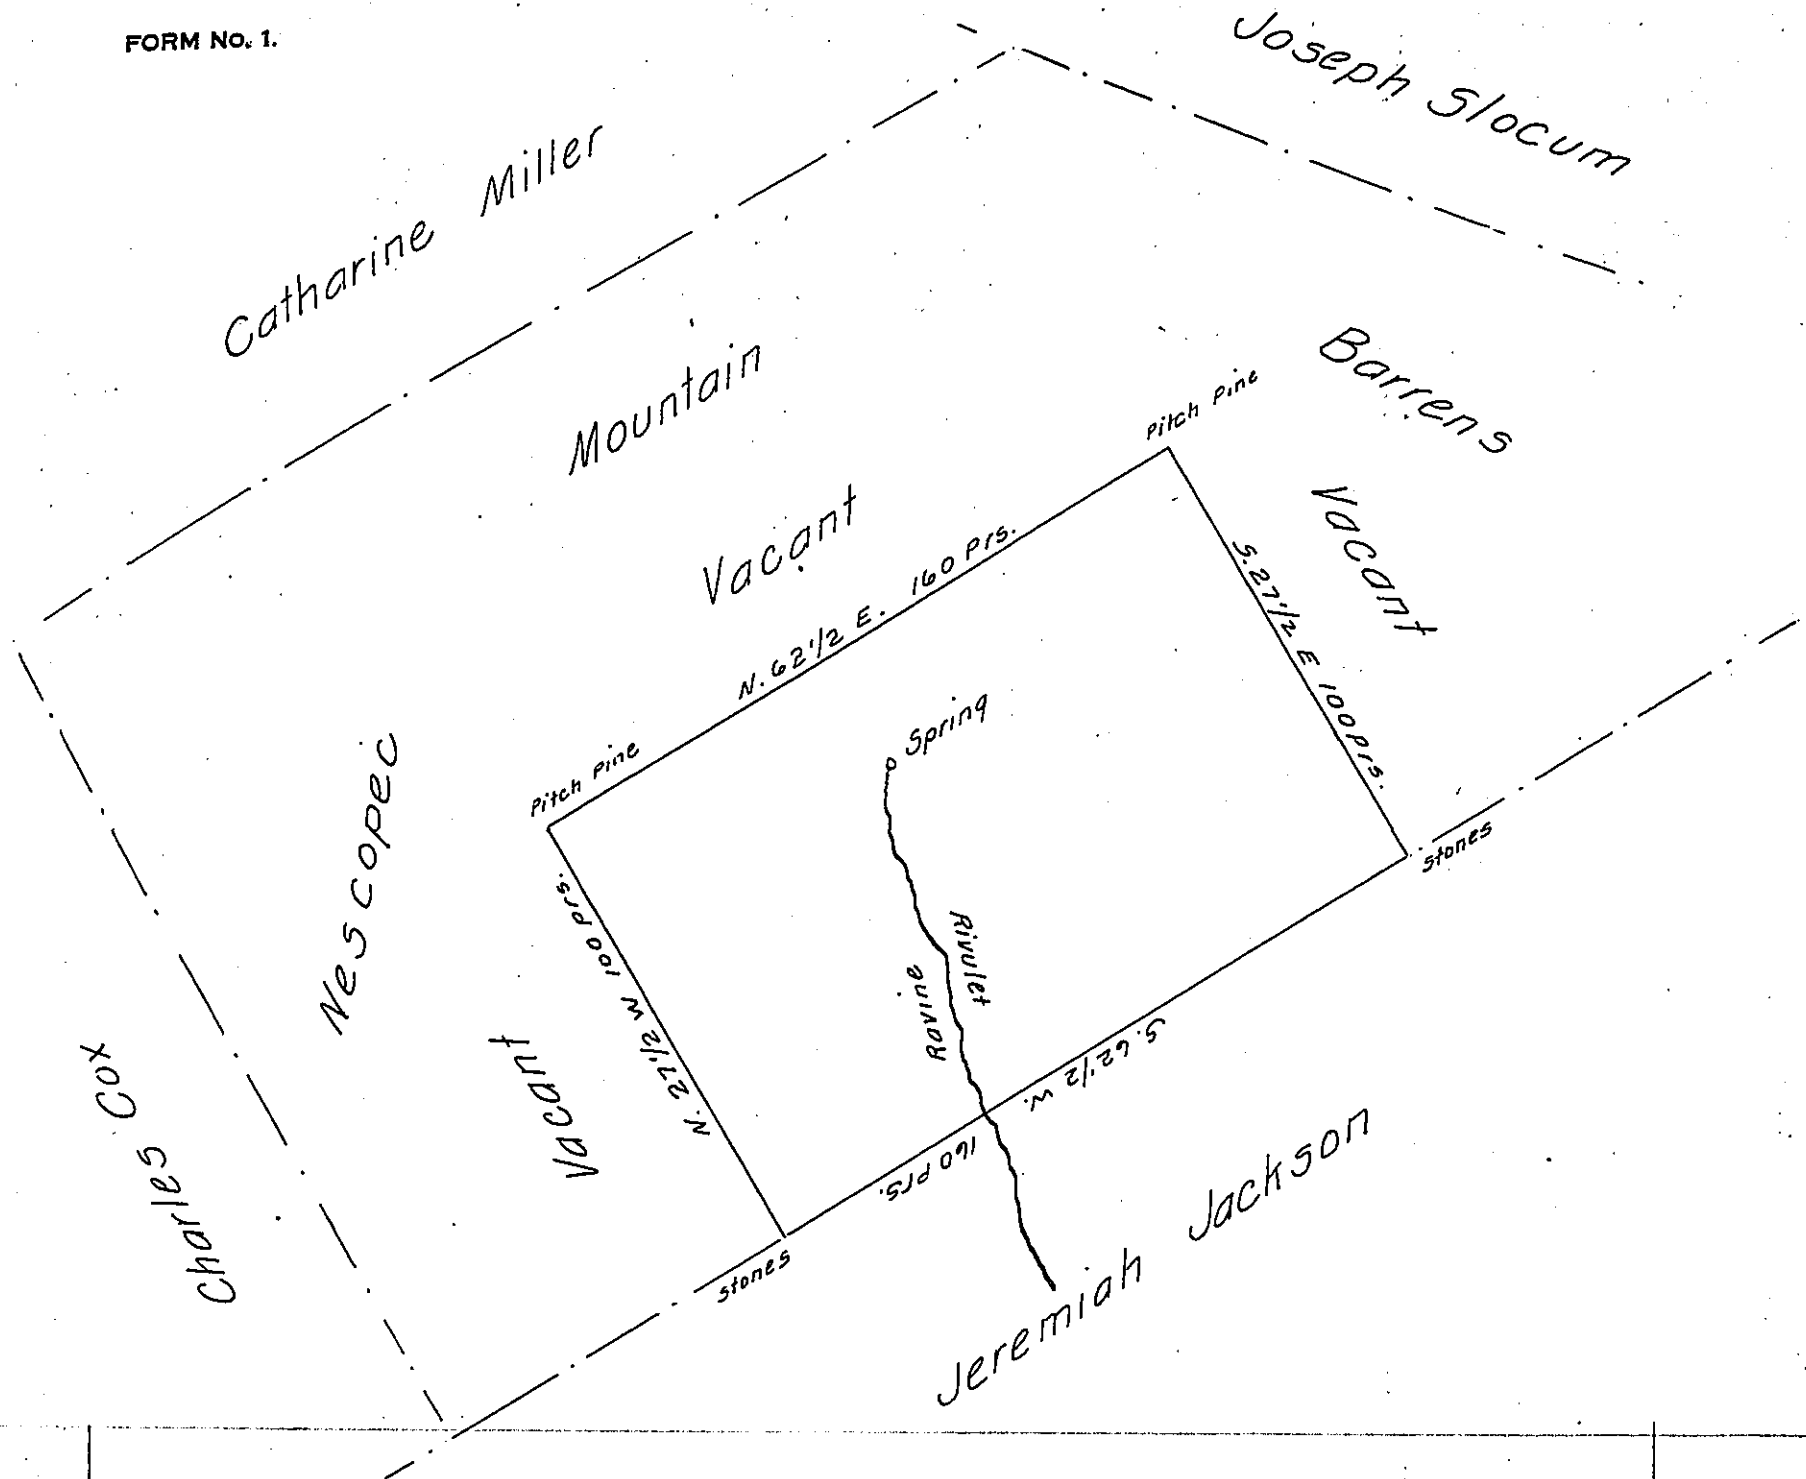 FORM No. 1.
Joseph Slocum
Catharine Miller
Mountain
Barrens
Pitch Pine
Vacant
Vacant
N. 62 1/2 E. 160 Prs.
S. 27 1/2 E 100 Prs.
Spring
Pitch Pine
Nescopec
stones
N. 27 1/2 W 100 prs.
Rivulet
Ravine
Vacant
S. 62 1/2 W.
160 Prs.
Charles Cox
stones
Jeremiah Jackson